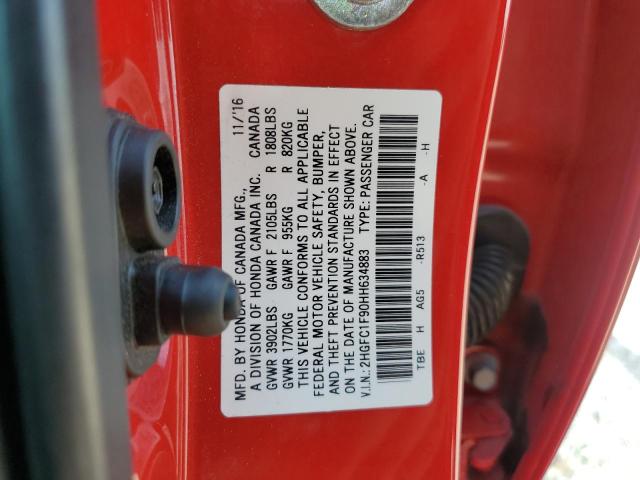 MFD. BY HONDA OF CANADA MFG., 11/'16
A DIVISION OF HONDA CANADA INC. CANADA
GVWR 3902LBS GAWR F 2105LBS R 1808LBS
GVWR 1770KG GAWR F 955KG R 820KG
THIS VEHICLE CONFORMS TO ALL APPLICABLE
FEDERAL MOTOR VEHICLE SAFETY, BUMPER,
AND THEFT PREVENTION STANDARDS IN EFFECT
ON THE DATE OF MANUFACTURE SHOWN ABOVE.
V.I.N.: 2HGFC1F90HH634883 TYPE: PASSENGER CAR
TBE H AG5 -R513 -A -H